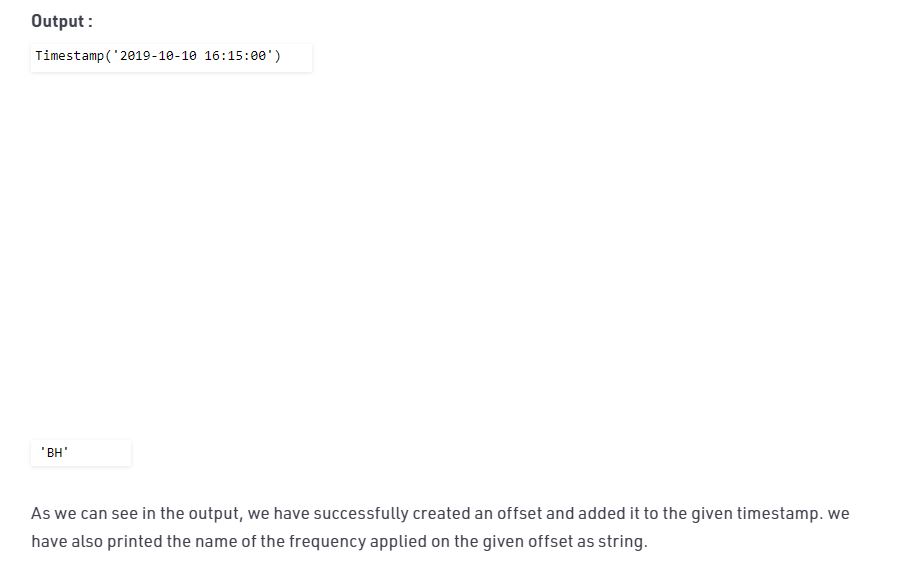 Output :
Timestamp('2019-10-10 16:15:00')
'BH'
As we can see in the output, we have successfully created an offset and added it to the given timestamp. we
have also printed the name of the frequency applied on the given offset as string.